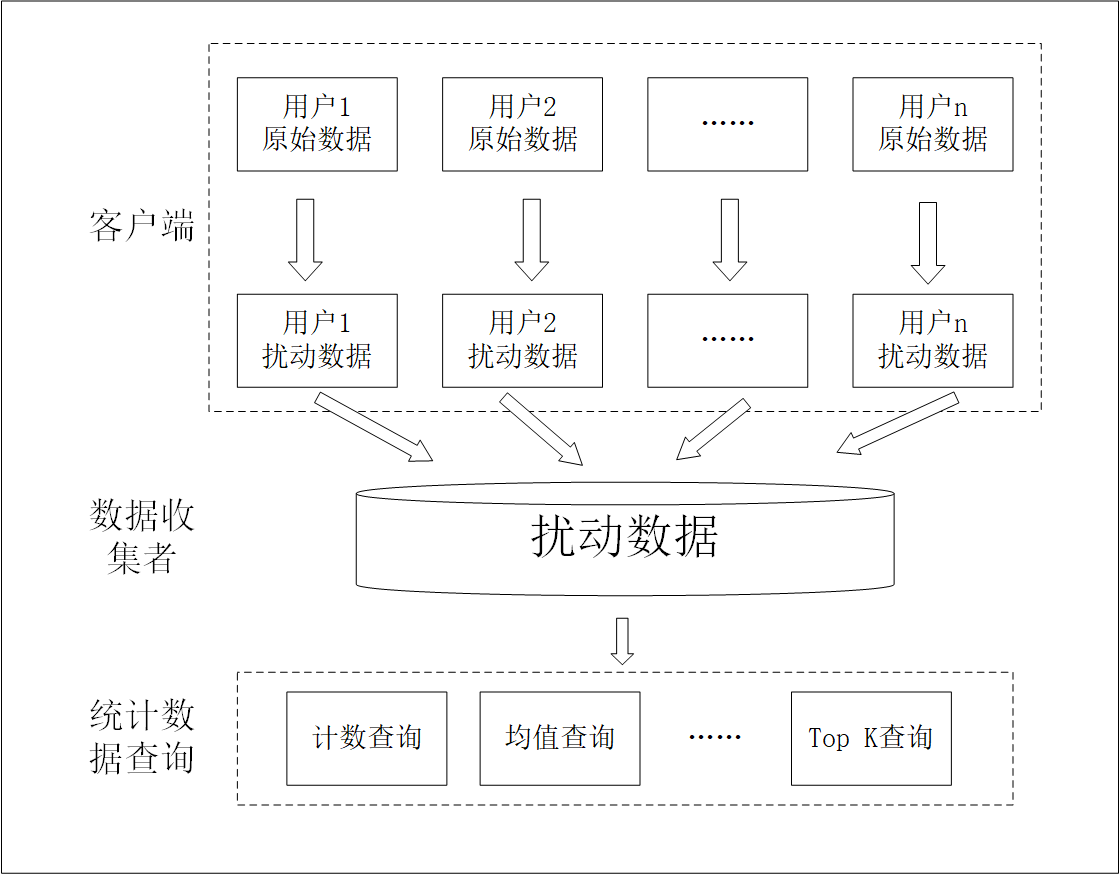 用户1
原始数据
用户2
原始数据
……
用户n
原始数据
客户端
用户1
扰动数据
用户2
扰动数据
……
用户n
扰动数据
数据收
集者
扰动数据
统计数
据查询
计数查询
均值查询
……
Top K查询